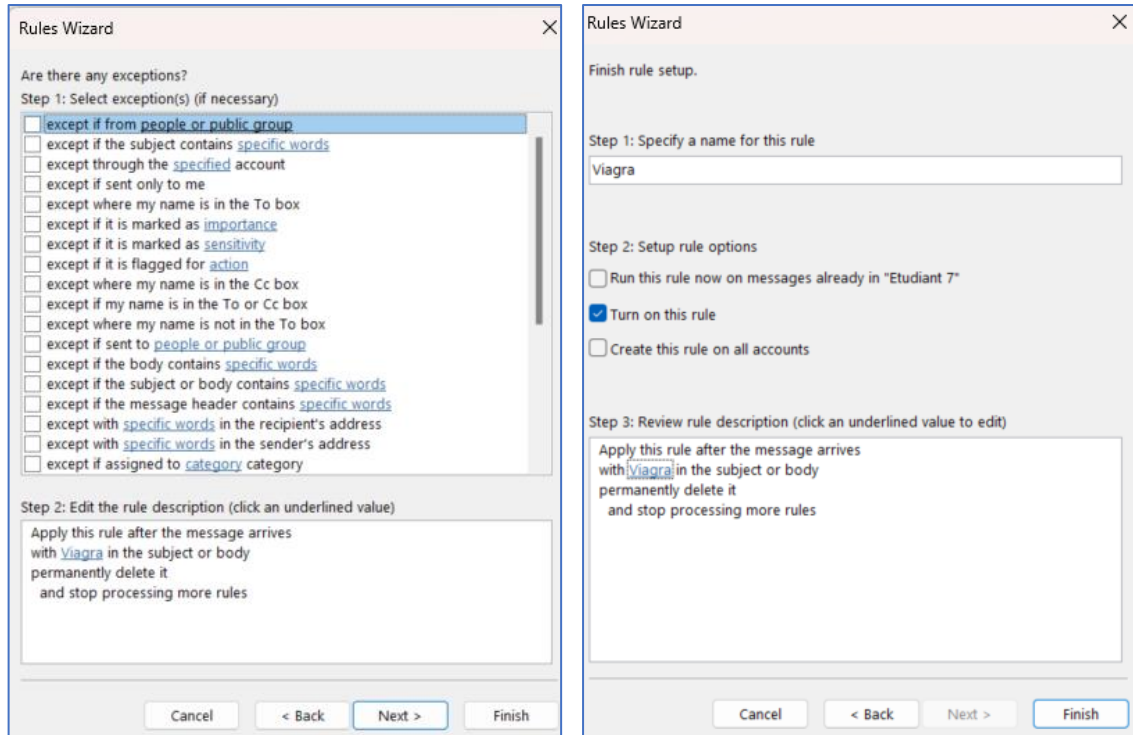 Rules Wizard
Are there any exceptions?
Step 1: Select exception(s) (if necessary)
except if from people or public group
except if the subject contains specific words
except through the specified account
except if sent only to me
except where my name is in the To box
except if it is marked as importance
except if it is marked as sensitivity
except if it is flagged for action
except where my name is in the Cc box
except if my name is in the To or Cc box
except where my name is not in the To box
except if sent to people or public group
except if the body contains specific words
except if the subject or body contains specific words
except if the message header contains specific words
except with specific words in the recipient's address
except with specific words in the sender's address
except if assigned to category category
Step 2: Edit the rule description (click an underlined value)
Apply this rule after the message arrives
with Viagra in the subject or body
permanently delete it
and stop processing more rules
Cancel
< Back
Next >
Finish
Rules Wizard
Finish rule setup.
Step 1: Specify a name for this rule
Viagra
Step 2: Setup rule options
Run this rule now on messages already in "Etudiant 7"
Turn on this rule
Create this rule on all accounts
Step 3: Review rule description (click an underlined value to edit)
Apply this rule after the message arrives
with Viagra in the subject or body
permanently delete it
and stop processing more rules
Cancel
< Back
Next >
Finish